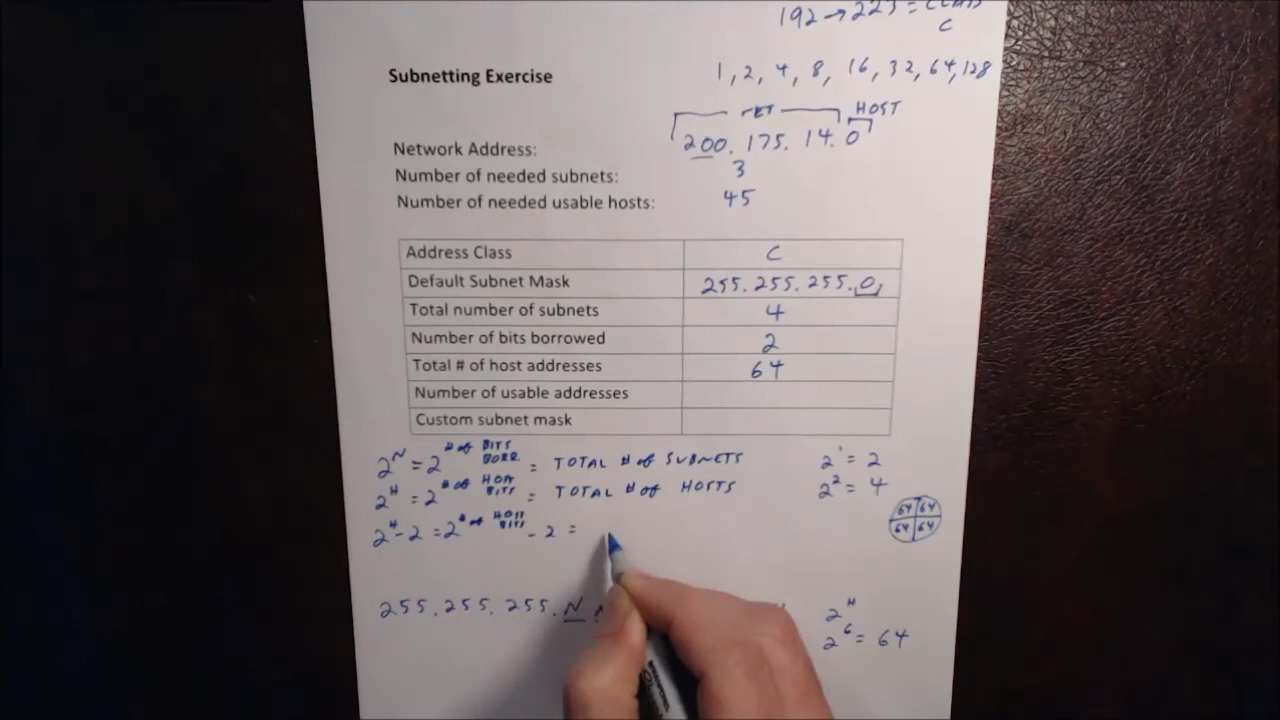 192 → 223 = CLASS
C
Subnetting Exercise
1, 2, 4, 8, 16, 32, 64, 128
NET HOST
Network Address: 200.175.14.0
Number of needed subnets: 3
Number of needed usable hosts: 45
Address Class C
Default Subnet Mask 255.255.255.0
Total number of subnets 4
Number of bits borrowed 2
Total # of host addresses 64
Number of usable addresses
Custom subnet mask
2^N = 2^# of BITS BORR. = TOTAL # of SUBNETS 2^1 = 2
2^H = 2^# of HOST BITS = TOTAL # of HOSTS 2^2 = 4
64 64
64 64
2^H - 2 = 2^# of HOST BITS - 2 =
255.255.255.N 2^H
2^6 = 64